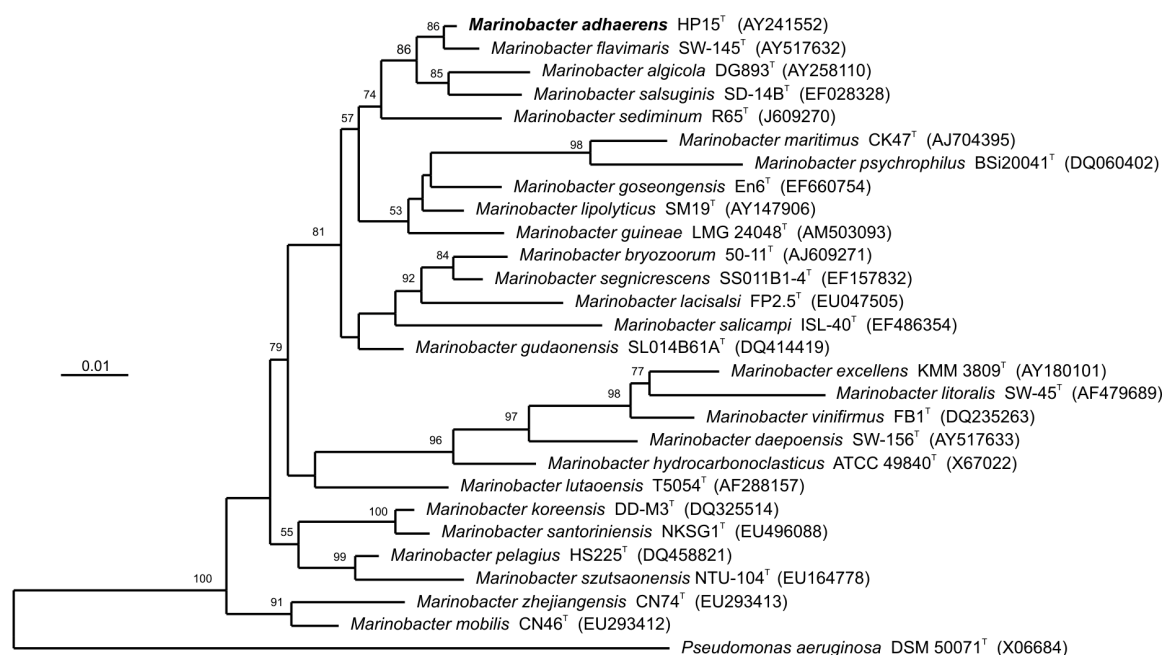 86 Marinobacter adhaerens HP15ᵀ (AY241552)
86 Marinobacter flavimaris SW-145ᵀ (AY517632)
85 Marinobacter algicola DG893ᵀ (AY258110)
Marinobacter salsuginis SD-14Bᵀ (EF028328)
74
Marinobacter sediminum R65ᵀ (J609270)
57
98 Marinobacter maritimus CK47ᵀ (AJ704395)
Marinobacter psychrophilus BSi20041ᵀ (DQ060402)
Marinobacter goseongensis En6ᵀ (EF660754)
53 Marinobacter lipolyticus SM19ᵀ (AY147906)
81 Marinobacter guineae LMG 24048ᵀ (AM503093)
84 Marinobacter bryozoorum 50-11ᵀ (AJ609271)
92 Marinobacter segnicrescens SS011B1-4ᵀ (EF157832)
Marinobacter lacisalsi FP2.5ᵀ (EU047505)
Marinobacter salicampi ISL-40ᵀ (EF486354)
79 Marinobacter gudaonensis SL014B61Aᵀ (DQ414419)
0.01 77 Marinobacter excellens KMM 3809ᵀ (AY180101)
98 Marinobacter litoralis SW-45ᵀ (AF479689)
97 Marinobacter vinifirmus FB1ᵀ (DQ235263)
96 Marinobacter daepoensis SW-156ᵀ (AY517633)
Marinobacter hydrocarbonoclasticus ATCC 49840ᵀ (X67022)
Marinobacter lutaoensis T5054ᵀ (AF288157)
100 Marinobacter koreensis DD-M3ᵀ (DQ325514)
55 Marinobacter santoriniensis NKSG1ᵀ (EU496088)
99 Marinobacter pelagius HS225ᵀ (DQ458821)
100 Marinobacter szutsaonensis NTU-104ᵀ (EU164778)
91 Marinobacter zhejiangensis CN74ᵀ (EU293413)
Marinobacter mobilis CN46ᵀ (EU293412)
Pseudomonas aeruginosa DSM 50071ᵀ (X06684)